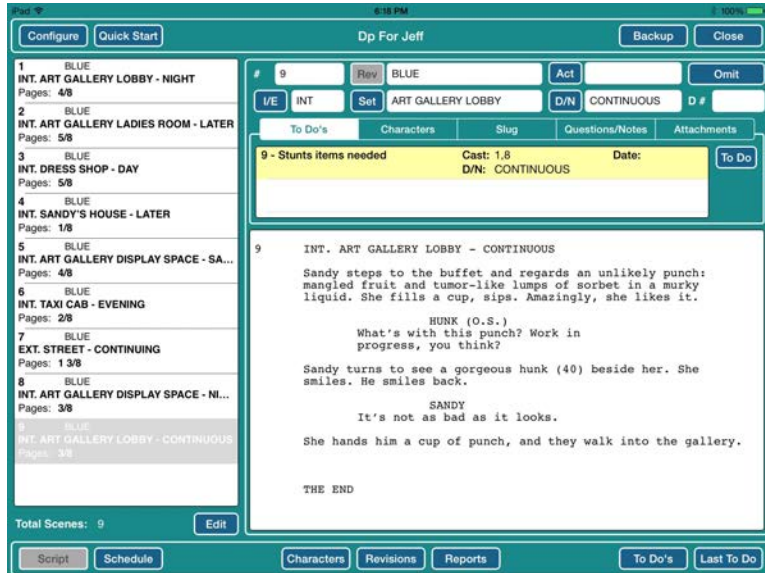 iPad 6:18 PM 100%
Configure Quick Start Dp For Jeff Backup Close
1 BLUE
INT. ART GALLERY LOBBY - NIGHT
Pages: 4/8
2 BLUE
INT. ART GALLERY LADIES ROOM - LATER
Pages: 5/8
3 BLUE
INT. DRESS SHOP - DAY
Pages: 5/8
4 BLUE
INT. SANDY'S HOUSE - LATER
Pages: 1/8
5 BLUE
INT. ART GALLERY DISPLAY SPACE - SA...
Pages: 4/8
6 BLUE
INT. TAXI CAB - EVENING
Pages: 2/8
7 BLUE
EXT. STREET - CONTINUING
Pages: 1 3/8
8 BLUE
INT. ART GALLERY DISPLAY SPACE - NI...
Pages: 3/8
9 BLUE
INT. ART GALLERY LOBBY - CONTINUOUS
Pages: 3/8
Total Scenes: 9 Edit
# 9 Rev BLUE Act Omit
I/E INT Set ART GALLERY LOBBY D/N CONTINUOUS D #
To Do's Characters Slug Questions/Notes Attachments
9 - Stunts items needed Cast: 1,8 Date: To Do
D/N: CONTINUOUS
9 INT. ART GALLERY LOBBY - CONTINUOUS
Sandy steps to the buffet and regards an unlikely punch:
mangled fruit and tumor-like lumps of sorbet in a murky
liquid. She fills a cup, sips. Amazingly, she likes it.
HUNK (O.S.)
What's with this punch? Work in
progress, you think?
Sandy turns to see a gorgeous hunk (40) beside her. She
smiles. He smiles back.
SANDY
It's not as bad as it looks.
She hands him a cup of punch, and they walk into the gallery.
THE END
Script Schedule Characters Revisions Reports To Do's Last To Do